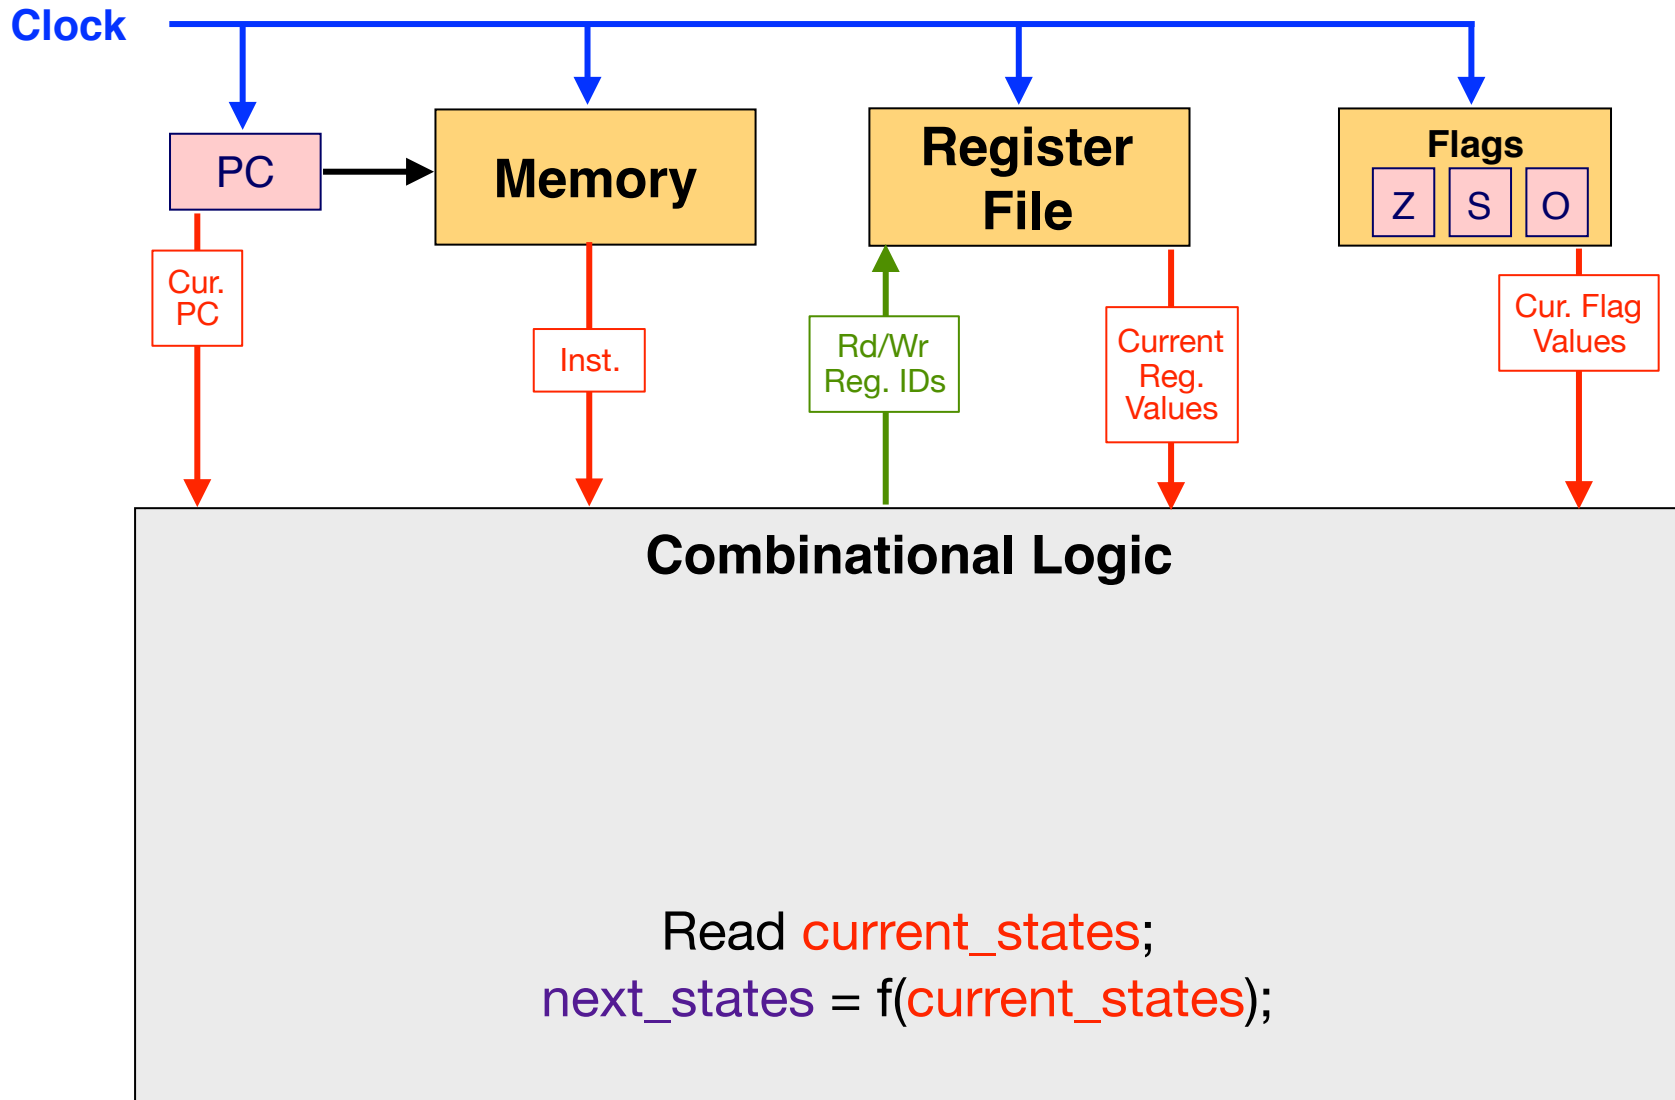 Clock
PC
Memory
Register
File
Flags
Z
S
O
Cur.
PC
Inst.
Rd/Wr
Reg. IDs
Current
Reg.
Values
Cur. Flag
Values
Combinational Logic
Read current_states;
next_states = f(current_states);